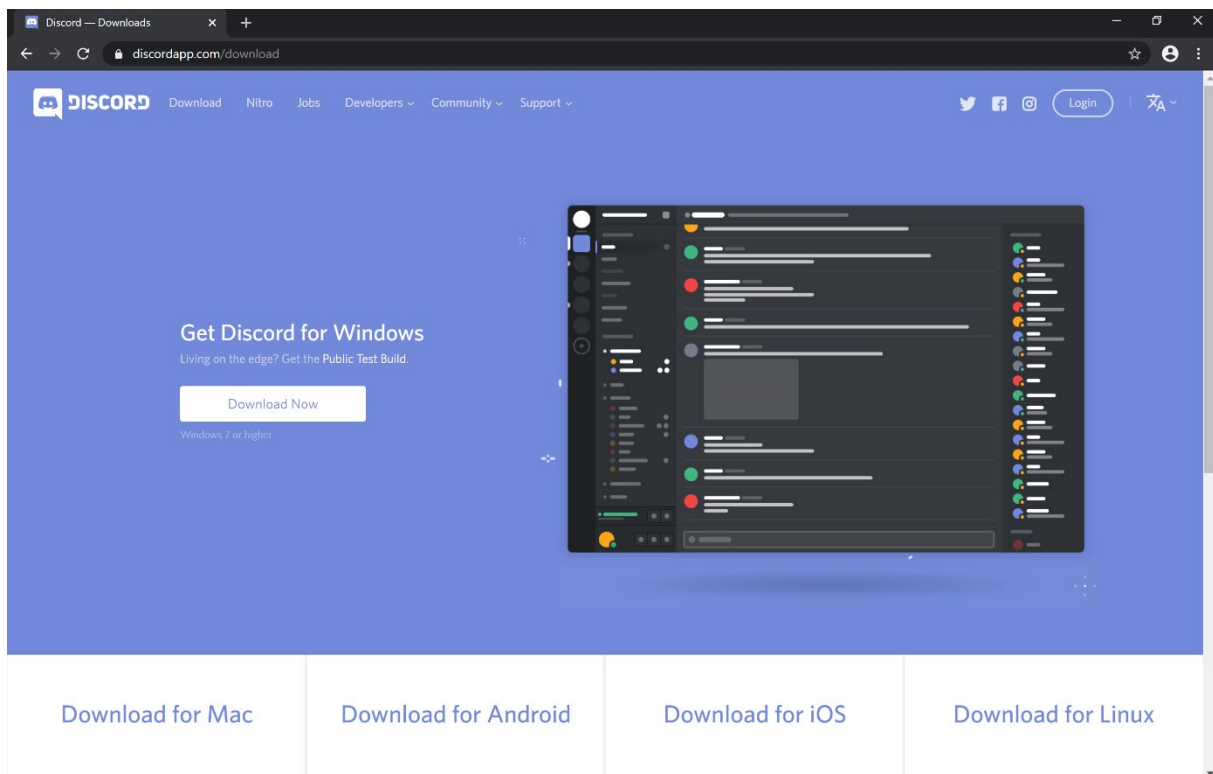 Discord — Downloads
discordapp.com/download
DISCORD Download Nitro Jobs Developers Community Support Login
Get Discord for Windows
Living on the edge? Get the Public Test Build.
Download Now
Windows 7 or higher
Download for Mac Download for Android Download for iOS Download for Linux